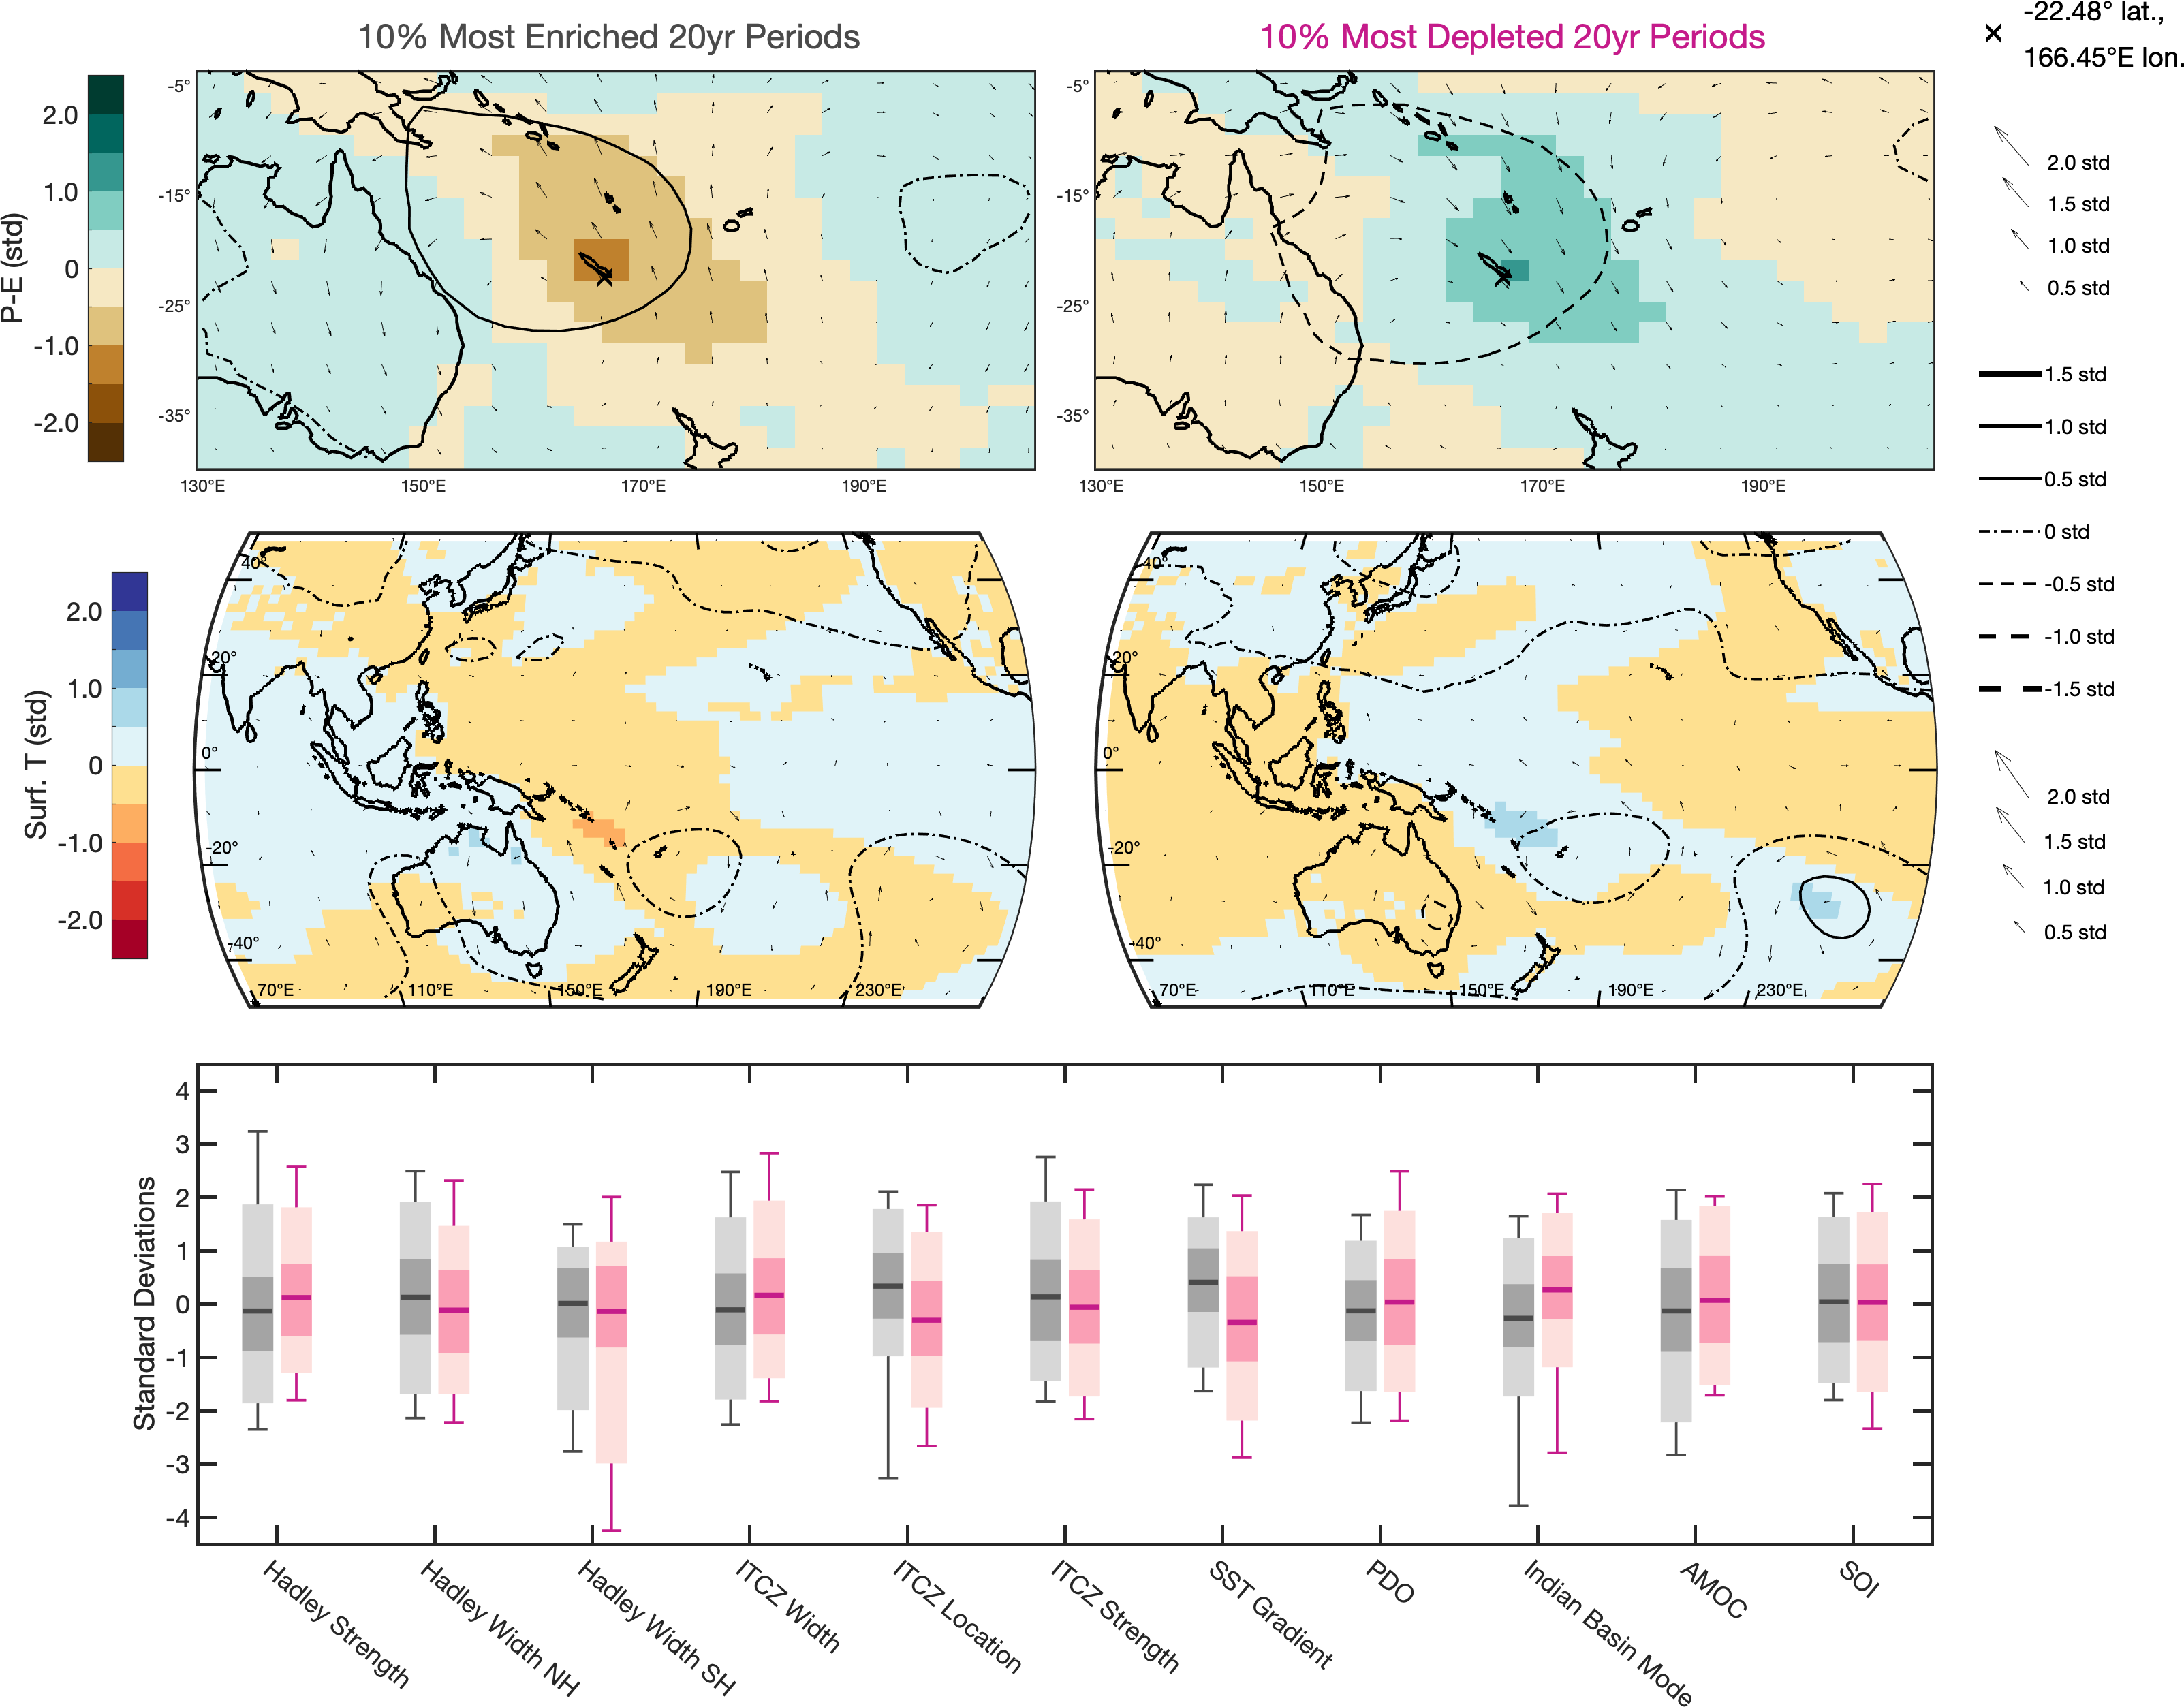 10% Most Enriched 20yr Periods
10% Most Depleted 20yr Periods
-22.48° lat.,
166.45°E lon.
P-E (std)
2.0
1.0
0
-1.0
-2.0
-5°
-15°
-25°
-35°
130°E
150°E
170°E
190°E
-5°
-15°
-25°
-35°
130°E
150°E
170°E
190°E
2.0 std
1.5 std
1.0 std
0.5 std
1.5 std
1.0 std
0.5 std
0 std
-0.5 std
-1.0 std
-1.5 std
Surf. T (std)
2.0
1.0
0
-1.0
-2.0
40°
20°
0°
-20°
-40°
70°E
110°E
150°E
190°E
230°E
40°
20°
0°
-20°
-40°
70°E
110°E
150°E
190°E
230°E
2.0 std
1.5 std
1.0 std
0.5 std
Standard Deviations
4
3
2
1
0
-1
-2
-3
-4
Hadley Strength
Hadley Width NH
Hadley Width SH
ITCZ Width
ITCZ Location
ITCZ Strength
SST Gradient
PDO
Indian Basin Mode
AMOC
SOI